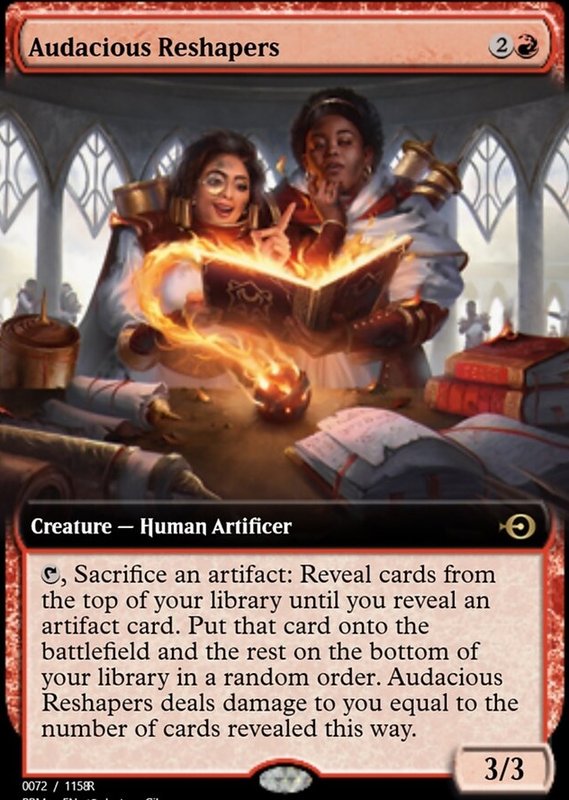 Audacious Reshapers 2
Creature — Human Artificer
, Sacrifice an artifact: Reveal cards from
the top of your library until you reveal an
artifact card. Put that card onto the
battlefield and the rest on the bottom of
your library in a random order. Audacious
Reshapers deals damage to you equal to the
number of cards revealed this way.
3/3
0072 / 1158R